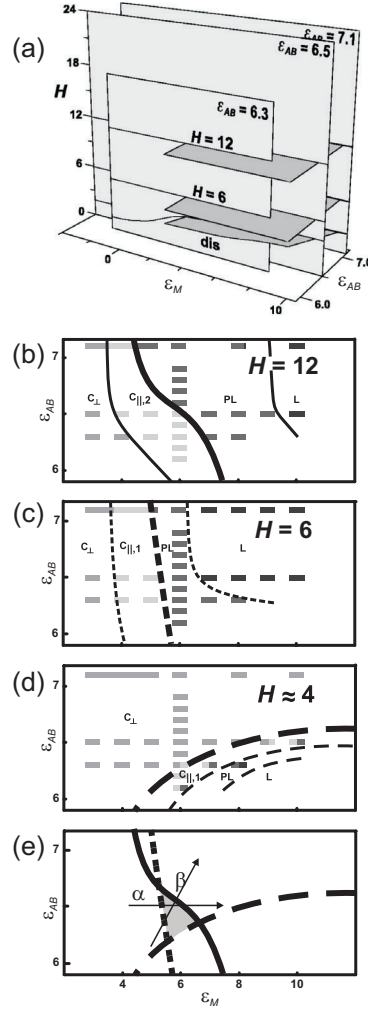 (a)
24
18
12
6
0
H
ε_AB = 7.1
ε_AB = 6.5
ε_AB = 6.3
H = 12
H = 6
dis
0
10
ε_M
6.0
7.0
ε_AB
(b)
7
6
ε_AB
H = 12
C⊥
C||,2
PL
L
(c)
7
6
ε_AB
H = 6
C⊥
C||,1
PL
L
(d)
7
6
ε_AB
H ≈ 4
C⊥
C||,1
PL
L
(e)
7
6
ε_AB
α
β
4
6
8
10
ε_M